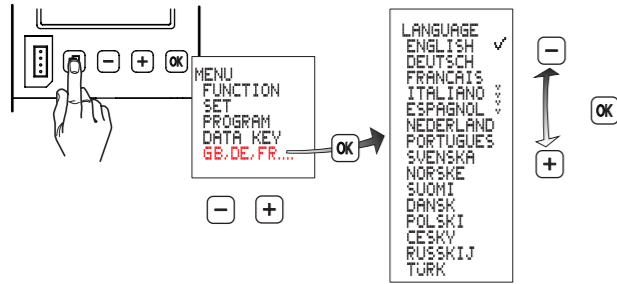 OK
MENU
FUNCTION
SET
PROGRAM
DATA KEY
GB,DE,FR....
OK
LANGUAGE
ENGLISH
DEUTSCH
FRANCAIS
ITALIANO
ESPAGNOL
NEDERLAND
PORTUGUES
SVENSKA
NORSKE
SUOMI
DANSK
POLSKI
CESKY
RUSSKIJ
TÜRK
OK